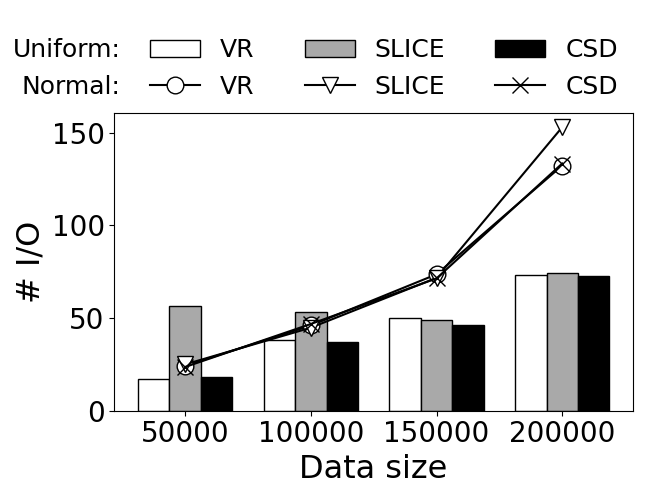 Uniform: VR SLICE CSD
Normal: VR SLICE CSD
150
100
50
0
# I/O
50000 100000 150000 200000
Data size